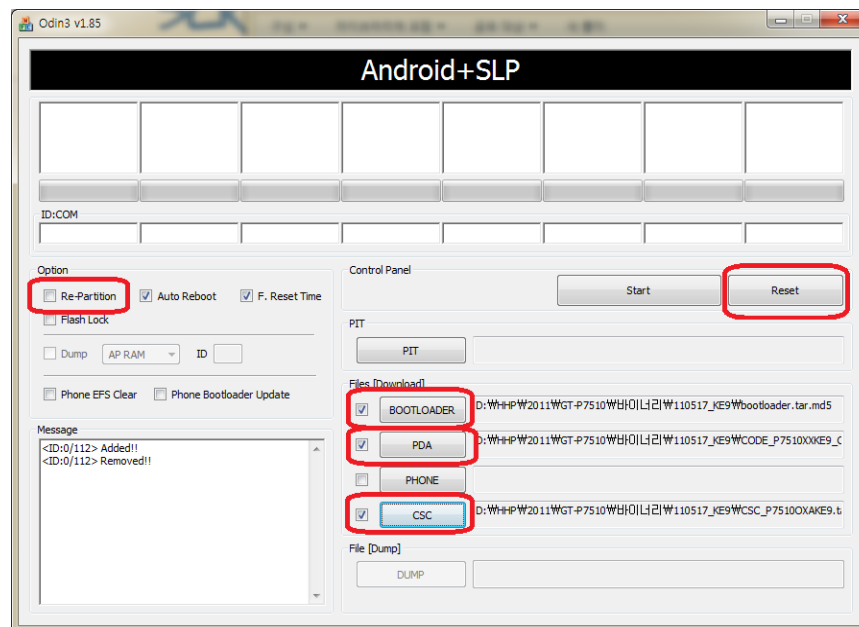 Odin3 v1.85
Android+SLP
ID:COM
Option
Re-Partition
Auto Reboot
F. Reset Time
Flash Lock
Dump
AP RAM
ID
Phone EFS Clear
Phone Bootloader Update
Message
<ID:0/112> Added!!
<ID:0/112> Removed!!
Control Panel
Start
Reset
PIT
PIT
Files [Download]
BOOTLOADER
D:₩HHP₩2011₩GT-P7510₩바이너리₩110517_KE9₩bootloader.tar.md5
PDA
D:₩HHP₩2011₩GT-P7510₩바이너리₩110517_KE9₩CODE_P7510XXKE9_C
PHONE
CSC
D:₩HHP₩2011₩GT-P7510₩바이너리₩110517_KE9₩CSC_P7510OXAKE9.t
File [Dump]
DUMP